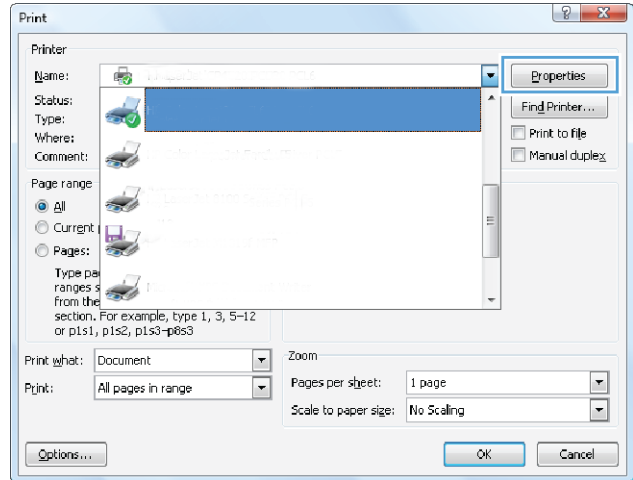 Print
Printer
Name:
Properties
Status:
Find Printer...
Type:
Where:
Print to file
Comment:
Manual duplex
Page range
All
Current
Pages:
Type pa
ranges s
from the
section. For example, type 1, 3, 5–12
or p1s1, p1s2, p1s3–p8s3
Print what: Document
Print: All pages in range
Zoom
Pages per sheet: 1 page
Scale to paper size: No Scaling
Options...
OK
Cancel